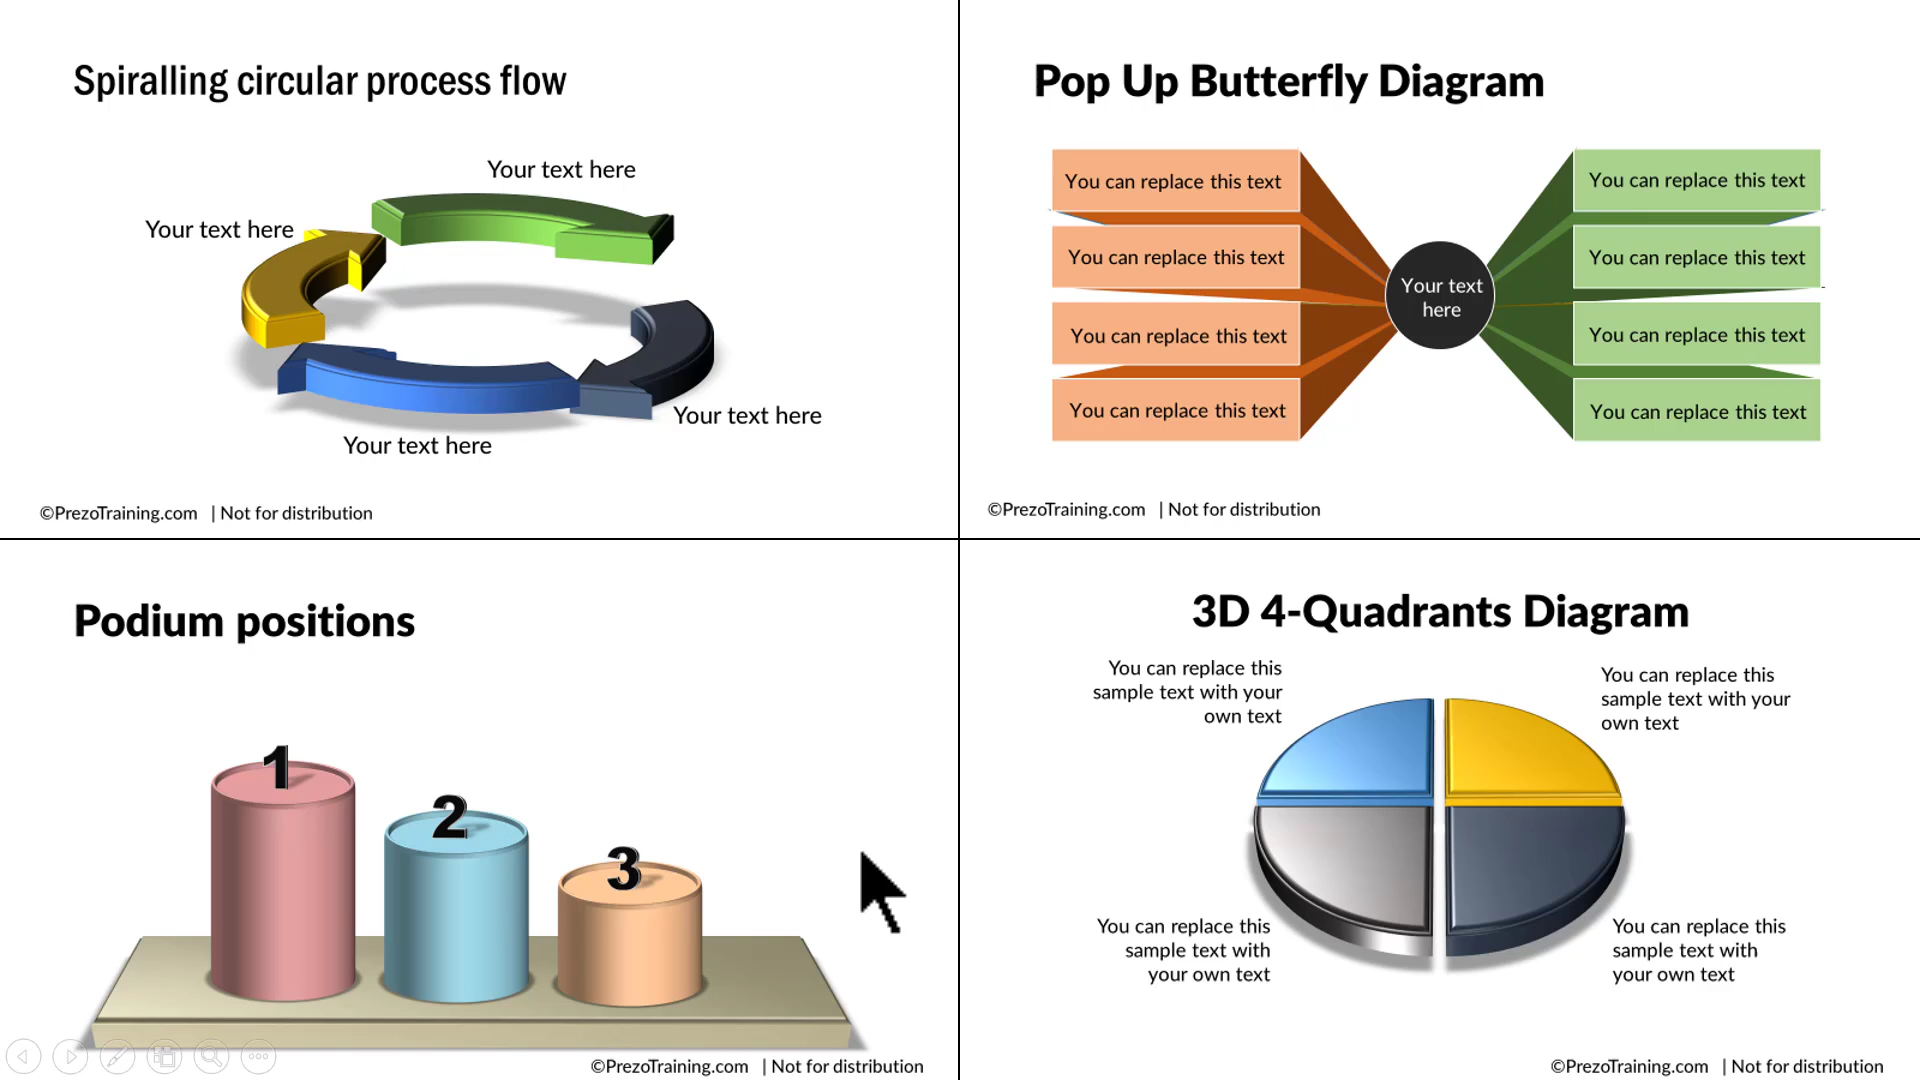 Spiralling circular process flow
Your text here
Your text here
Your text here
Your text here
©PrezoTraining.com | Not for distribution
Pop Up Butterfly Diagram
You can replace this text
You can replace this text
You can replace this text
You can replace this text
Your text
here
You can replace this text
You can replace this text
You can replace this text
You can replace this text
©PrezoTraining.com | Not for distribution
Podium positions
1
2
3
©PrezoTraining.com | Not for distribution
3D 4-Quadrants Diagram
You can replace this
sample text with your
own text
You can replace this
sample text with your
own text
You can replace this
sample text with
your own text
You can replace this
sample text with
your own text
©PrezoTraining.com | Not for distribution